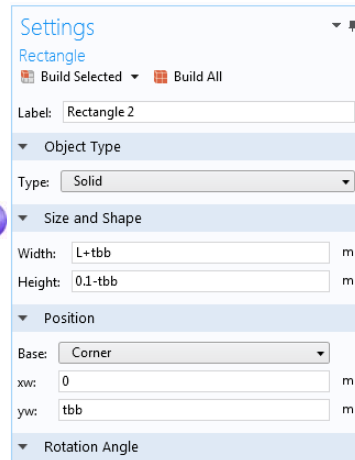 Settings
Rectangle
Build Selected Build All
Label: Rectangle 2
Object Type
Type: Solid
Size and Shape
Width: L+tbb m
Height: 0.1-tbb m
Position
Base: Corner
xw: 0 m
yw: tbb m
Rotation Angle